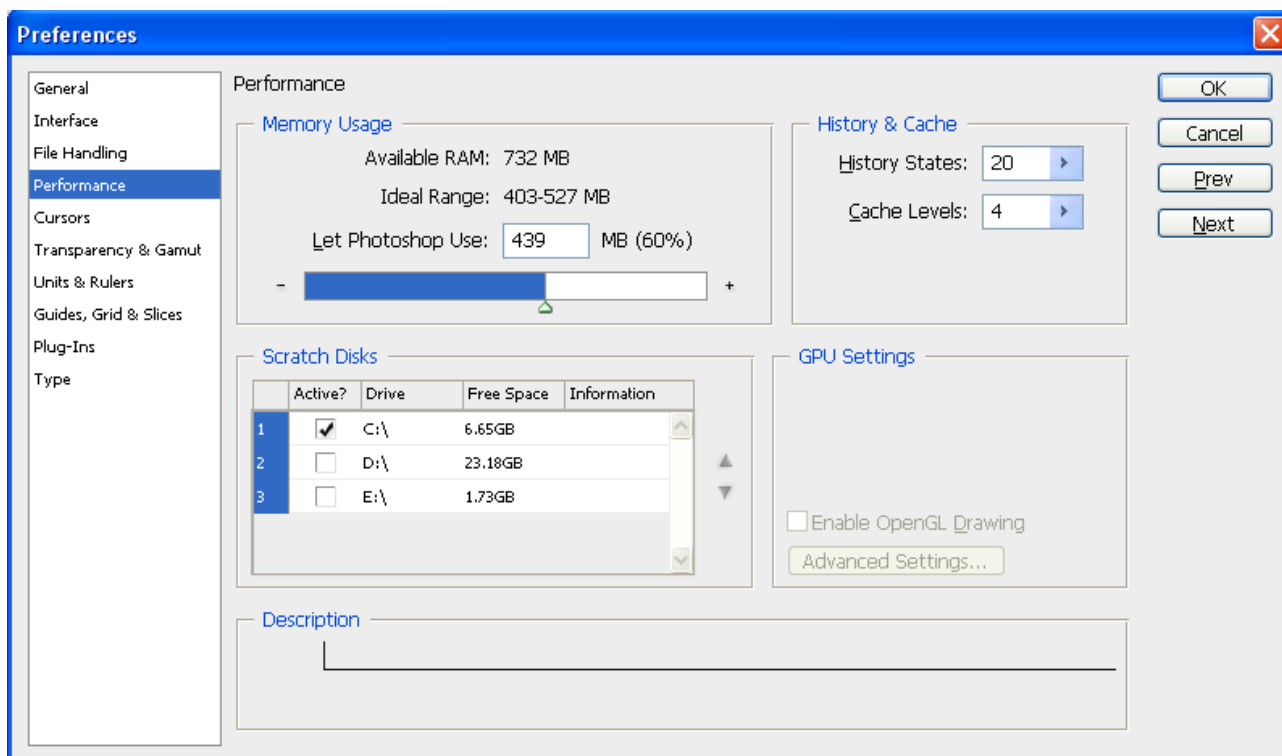 Preferences
General
Interface
File Handling
Performance
Cursors
Transparency & Gamut
Units & Rulers
Guides, Grid & Slices
Plug-Ins
Type
Performance
Memory Usage
Available RAM: 732 MB
Ideal Range: 403-527 MB
Let Photoshop Use: 439 MB (60%)
- +
History & Cache
History States: 20
Cache Levels: 4
Scratch Disks
Active? Drive Free Space Information
1 C:\ 6.65GB
2 D:\ 23.18GB
3 E:\ 1.73GB
GPU Settings
Enable OpenGL Drawing
Advanced Settings...
Description
OK
Cancel
Prev
Next